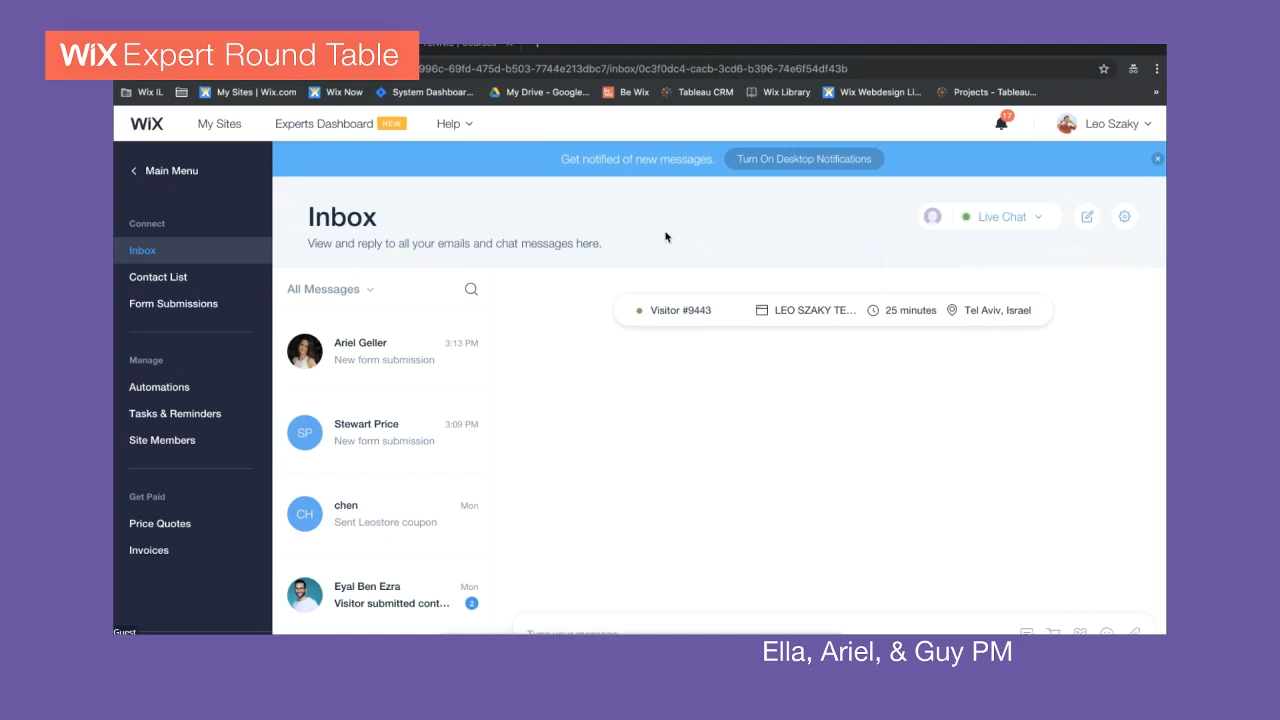 WiX Expert Round Table
Courses
996c-69fd-475d-b503-7744e213dbc7/inbox/0c3f0dc4-cacb-3cd6-b396-74e6f54df43b
Wix IL My Sites | Wix.com Wix Now System Dashboar... My Drive - Google... Be Wix Tableau CRM Wix Library Wix Webdesign Li... Projects - Tableau... »
WiX My Sites Experts Dashboard NEW Help 17 Leo Szaky
Get notified of new messages. Turn On Desktop Notifications
Main Menu
Connect
Inbox
Contact List
Form Submissions
Manage
Automations
Tasks & Reminders
Site Members
Get Paid
Price Quotes
Invoices
Guest
Inbox
View and reply to all your emails and chat messages here.
Live Chat
All Messages
Ariel Geller 3:13 PM
New form submission
SP Stewart Price 3:09 PM
New form submission
CH chen Mon
Sent Leostore coupon
Eyal Ben Ezra Mon
Visitor submitted cont... 2
Visitor #9443 LEO SZAKY TE... 25 minutes Tel Aviv, Israel
Type your message
Ella, Ariel, & Guy PM